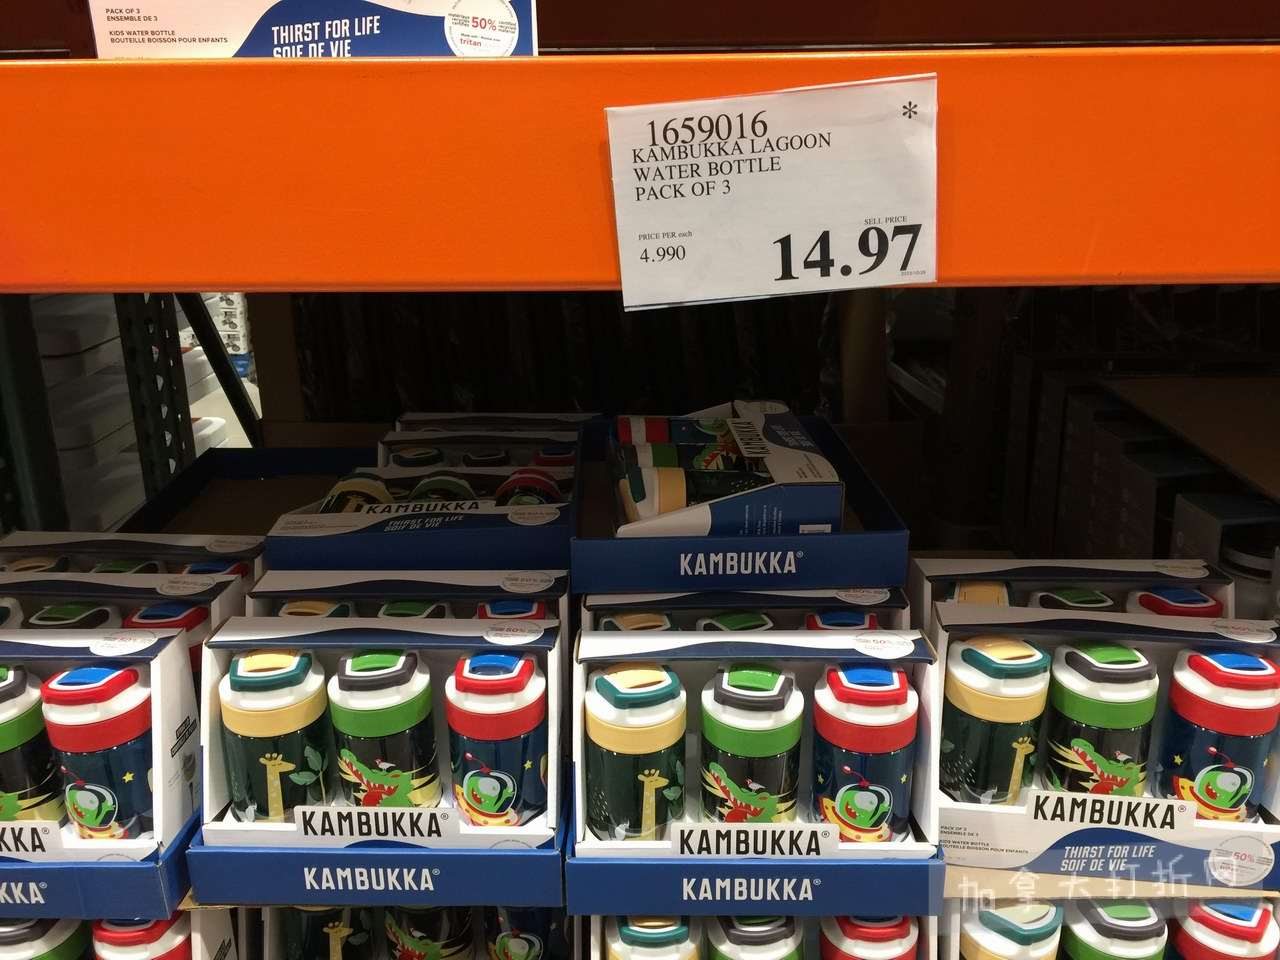 PACK OF 3
ENSEMBLE DE 3
KIDS WATER BOTTLE
BOUTEILLE BOISSON POUR ENFANTS
THIRST FOR LIFE
SOIF DE VIE
50%
tritan
1659016
*
KAMBUKKA LAGOON
WATER BOTTLE
PACK OF 3
PRICE PER each
4.990
SELL PRICE
14.97
KAMBUKKA
THIRST FOR LIFE
SOIF DE VIE
KAMBUKKA
KAMBUKKA®
KAMBUKKA®
KAMBUKKA®
KAMBUKKA®
KAMBUKKA®
KKA®
KKA®
KAMBUKKA®
KAMBUKKA®
PACK OF 3
ENSEMBLE DE 3
KIDS WATER BOTTLE
BOUTEILLE BOISSON POUR ENFANTS
THIRST FOR LIFE
SOIF DE VIE
50%
加拿大打折网